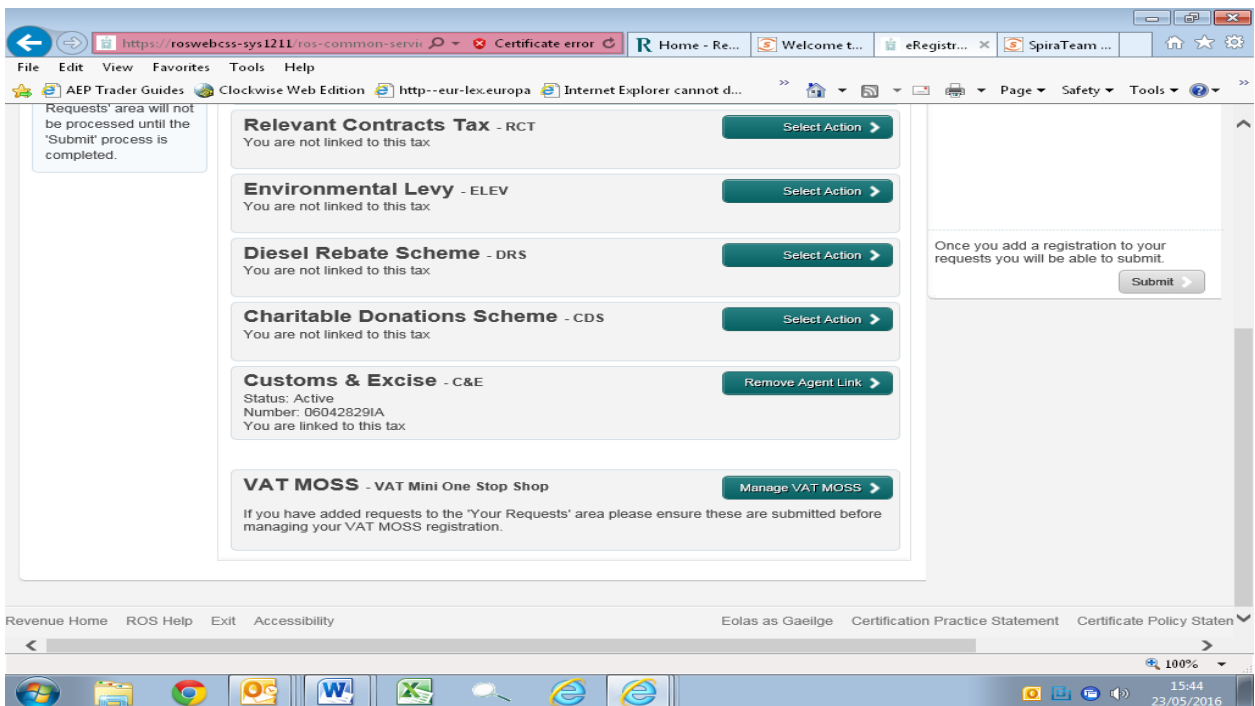 https://roswebcss-sys1211/ros-common-servic
Certificate error
Home - Re...
Welcome t...
eRegistr...
SpiraTeam ...
File Edit View Favorites Tools Help
AEP Trader Guides
Clockwise Web Edition
http--eur-lex.europa
Internet Explorer cannot d...
Page
Safety
Tools
Requests' area will not
be processed until the
'Submit' process is
completed.
Relevant Contracts Tax - RCT
You are not linked to this tax
Select Action
Environmental Levy - ELEV
You are not linked to this tax
Select Action
Diesel Rebate Scheme - DRS
You are not linked to this tax
Select Action
Charitable Donations Scheme - CDS
You are not linked to this tax
Select Action
Customs & Excise - C&E
Status: Active
Number: 06042829IA
You are linked to this tax
Remove Agent Link
VAT MOSS - VAT Mini One Stop Shop
Manage VAT MOSS
If you have added requests to the 'Your Requests' area please ensure these are submitted before
managing your VAT MOSS registration.
Once you add a registration to your
requests you will be able to submit.
Submit
Revenue Home ROS Help Exit Accessibility
Eolas as Gaeilge Certification Practice Statement Certificate Policy Staten
100%
15:44
23/05/2016